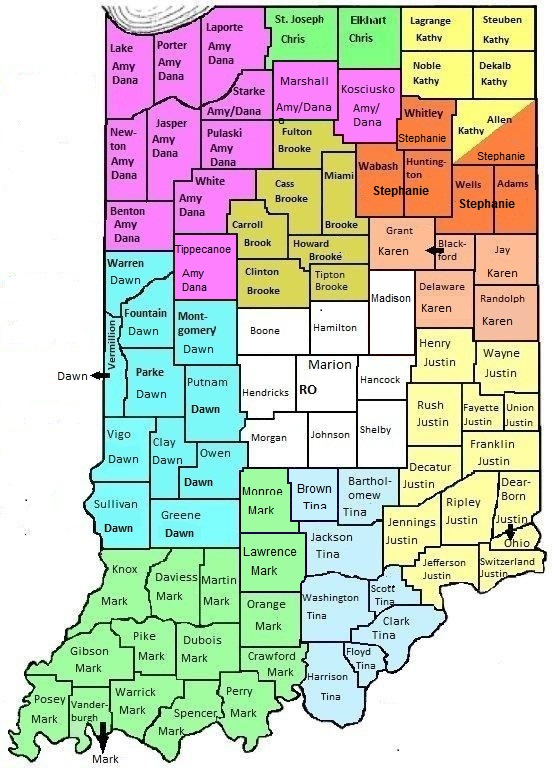 Lake
Amy
Dana
Porter
Amy
Dana
Laporte
Amy
Dana
St. Joseph
Chris
Elkhart
Chris
Lagrange
Kathy
Steuben
Kathy
Noble
Kathy
Dekalb
Kathy
Starke
Amy/Dana
Marshall
Amy/Dana
Kosciusko
Amy/
Dana
Whitley
Stephanie
Allen
Kathy
Stephanie
New-
ton
Amy
Dana
Jasper
Amy
Dana
Pulaski
Amy/Dana
Fulton
Brooke
Miami
Brooke
Wabash
Hunting-
ton
Stephanie
Wells
Adams
Stephanie
White
Amy
Dana
Cass
Brooke
Benton
Amy
Dana
Carroll
Brook
Howard
Brooke
Grant
Karen
Black-
ford
Jay
Karen
Tippecanoe
Amy
Dana
Clinton
Brooke
Tipton
Brooke
Madison
Delaware
Karen
Randolph
Karen
Warren
Dawn
Fountain
Dawn
Vermillion
Dawn
Mont-
gomery
Dawn
Boone
Hamilton
Henry
Justin
Wayne
Justin
Parke
Dawn
Putnam
Dawn
Hendricks
Marion
RO
Hancock
Rush
Justin
Fayette
Justin
Union
Justin
Vigo
Dawn
Clay
Dawn
Owen
Dawn
Morgan
Johnson
Shelby
Franklin
Justin
Decatur
Justin
Sullivan
Dawn
Greene
Dawn
Monroe
Mark
Brown
Tina
Barthol-
omew
Tina
Jennings
Justin
Ripley
Justin
Dear-
Born
Justin
Ohio
Jackson
Tina
Lawrence
Mark
Jefferson
Justin
Switzerland
Justin
Knox
Mark
Daviess
Mark
Martin
Mark
Orange
Mark
Washington
Tina
Scott
Tina
Clark
Tina
Gibson
Mark
Pike
Mark
Dubois
Mark
Crawford
Mark
Floyd
Tina
Harrison
Tina
Posey
Mark
Vander-
burgh
Mark
Warrick
Mark
Spencer
Mark
Perry
Mark